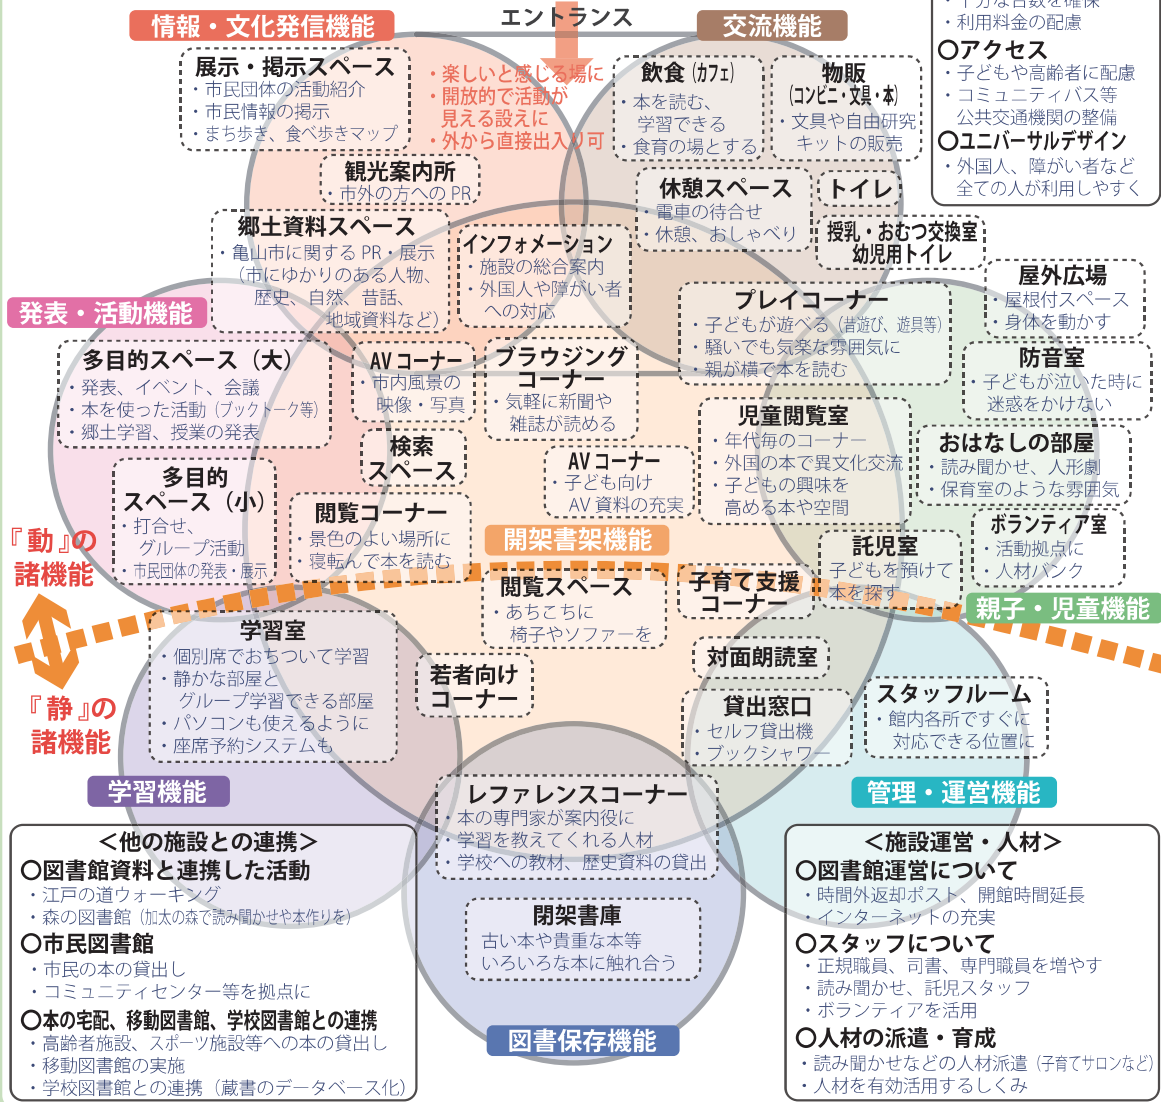 エントランス
情報・文化発信機能
展示・掲示スペース
・市民団体の活動紹介
・市民情報の掲示
・まち歩き、食べ歩きマップ
・楽しいと感じる場に
・開放的で活動が
見える設えに
・外から直接出入り可
観光案内所
・市外の方への PR
郷土資料スペース
・亀山市に関する PR・展示
（市にゆかりのある人物、
歴史、自然、昔話、
地域資料など）
インフォメーション
・施設の総合案内
・外国人や障がい者
への対応
交流機能
飲食（カフェ）
・本を読む、
学習できる
・食育の場とする
物販
（コンビニ・文具・本）
・文具や自由研究
キットの販売
休憩スペース
・電車の待合せ
・休憩、おしゃべり
トイレ
授乳・おむつ交換室
幼児用トイレ
・利用料金の配慮
〇アクセス
・子どもや高齢者に配慮
・コミュニティバス等
公共交通機関の整備
〇ユニバーサルデザイン
・外国人、障がい者など
全ての人が利用しやすく
発表・活動機能
多目的スペース（大）
・発表、イベント、会議
・本を使った活動（ブックトーク等）
・郷土学習、授業の発表
多目的
スペース（小）
・打合せ、
グループ活動
・市民団体の発表・展示
AV コーナー
・市内風景の
映像・写真
検索
スペース
閲覧コーナー
・景色のよい場所に
・寝転んで本を読む
ブラウジング
コーナー
・気軽に新聞や
雑誌が読める
AV コーナー
・子ども向け
AV 資料の充実
開架書架機能
プレイコーナー
・子どもが遊べる（昔遊び、遊具等）
・騒いでも気楽な雰囲気に
・親が横で本を読む
児童閲覧室
・年代毎のコーナー
・外国の本で異文化交流
・子どもの興味を
高める本や空間
屋外広場
・屋根付スペース
・身体を動かす
防音室
・子どもが泣いた時に
迷惑をかけない
おはなしの部屋
・読み聞かせ、人形劇
・保育室のような雰囲気
ボランティア室
・活動拠点に
・人材バンク
託児室
子どもを預けて
本を探す
親子・児童機能
『動』の
諸機能
『静』の
諸機能
閲覧スペース
・あちこちに
椅子やソファーを
子育て支援
コーナー
学習室
・個別席でおちついて学習
・静かな部屋と
グループ学習できる部屋
・パソコンも使えるように
・座席予約システムも
若者向け
コーナー
対面朗読室
貸出窓口
・セルフ貸出機
・ブックシャワー
スタッフルーム
・館内各所ですぐに
対応できる位置に
学習機能
管理・運営機能
レファレンスコーナー
・本の専門家が案内役に
・学習を教えてくれる人材
・学校への教材、歴史資料の貸出
閉架書庫
古い本や貴重な本等
いろいろな本に触れ合う
図書保存機能
＜他の施設との連携＞
〇図書館資料と連携した活動
・江戸の道ウォーキング
・森の図書館（加太の森で読み聞かせや本作りを）
〇市民図書館
・市民の本の貸出し
・コミュニティセンター等を拠点に
〇本の宅配、移動図書館、学校図書館との連携
・高齢者施設、スポーツ施設等への本の貸出し
・移動図書館の実施
・学校図書館との連携（蔵書のデータベース化）
＜施設運営・人材＞
〇図書館運営について
・時間外返却ポスト、開館時間延長
・インターネットの充実
〇スタッフについて
・正規職員、司書、専門職員を増やす
・読み聞かせ、託児スタッフ
・ボランティアを活用
〇人材の派遣・育成
・読み聞かせなどの人材派遣（子育てサロンなど）
・人材を有効活用するしくみ